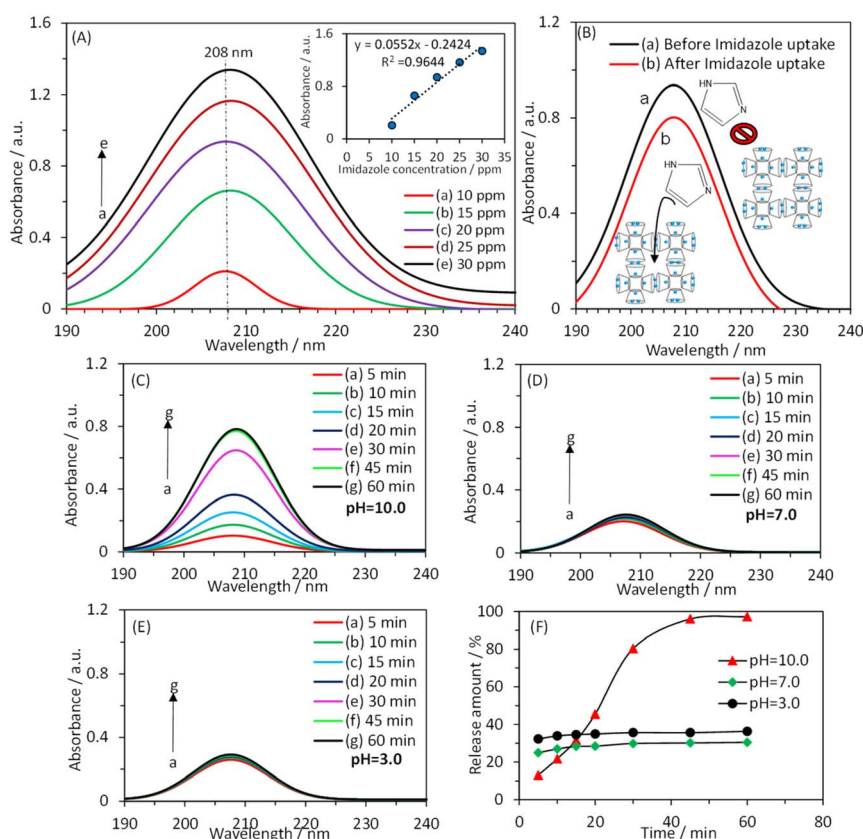 (A)
208 nm
y = 0.0552x - 0.2424
R² =0.9644
Absorbance / a.u.
1.5
1
0.5
0
0 5 10 15 20 25 30 35
Imidazole concentration / ppm
e
a
(a) 10 ppm
(b) 15 ppm
(c) 20 ppm
(d) 25 ppm
(e) 30 ppm
Absorbance / a.u.
1.6
1.2
0.8
0.4
0
190 200 210 220 230 240
Wavelength / nm
(B)
(a) Before Imidazole uptake
(b) After Imidazole uptake
a
b
HN
N
HN
N
Absorbance / a.u.
1.2
0.8
0.4
0
190 200 210 220 230 240
Wavelength / nm
(C)
g
a
(a) 5 min
(b) 10 min
(c) 15 min
(d) 20 min
(e) 30 min
(f) 45 min
(g) 60 min
pH=10.0
Absorbance / a.u.
1.2
0.8
0.4
0
190 200 210 220 230 240
Wavelength / nm
(D)
g
a
(a) 5 min
(b) 10 min
(c) 15 min
(d) 20 min
(e) 30 min
(f) 45 min
(g) 60 min
pH=7.0
Absorbance / a.u.
1.2
0.8
0.4
0
190 200 210 220 230 240
Wavelength / nm
(E)
g
a
(a) 5 min
(b) 10 min
(c) 15 min
(d) 20 min
(e) 30 min
(f) 45 min
(g) 60 min
pH=3.0
Absorbance / a.u.
1.2
0.8
0.4
0
190 200 210 220 230 240
Wavelength / nm
(F)
pH=10.0
pH=7.0
pH=3.0
Release amount / %
100
80
60
40
20
0
0 20 40 60 80
Time / min